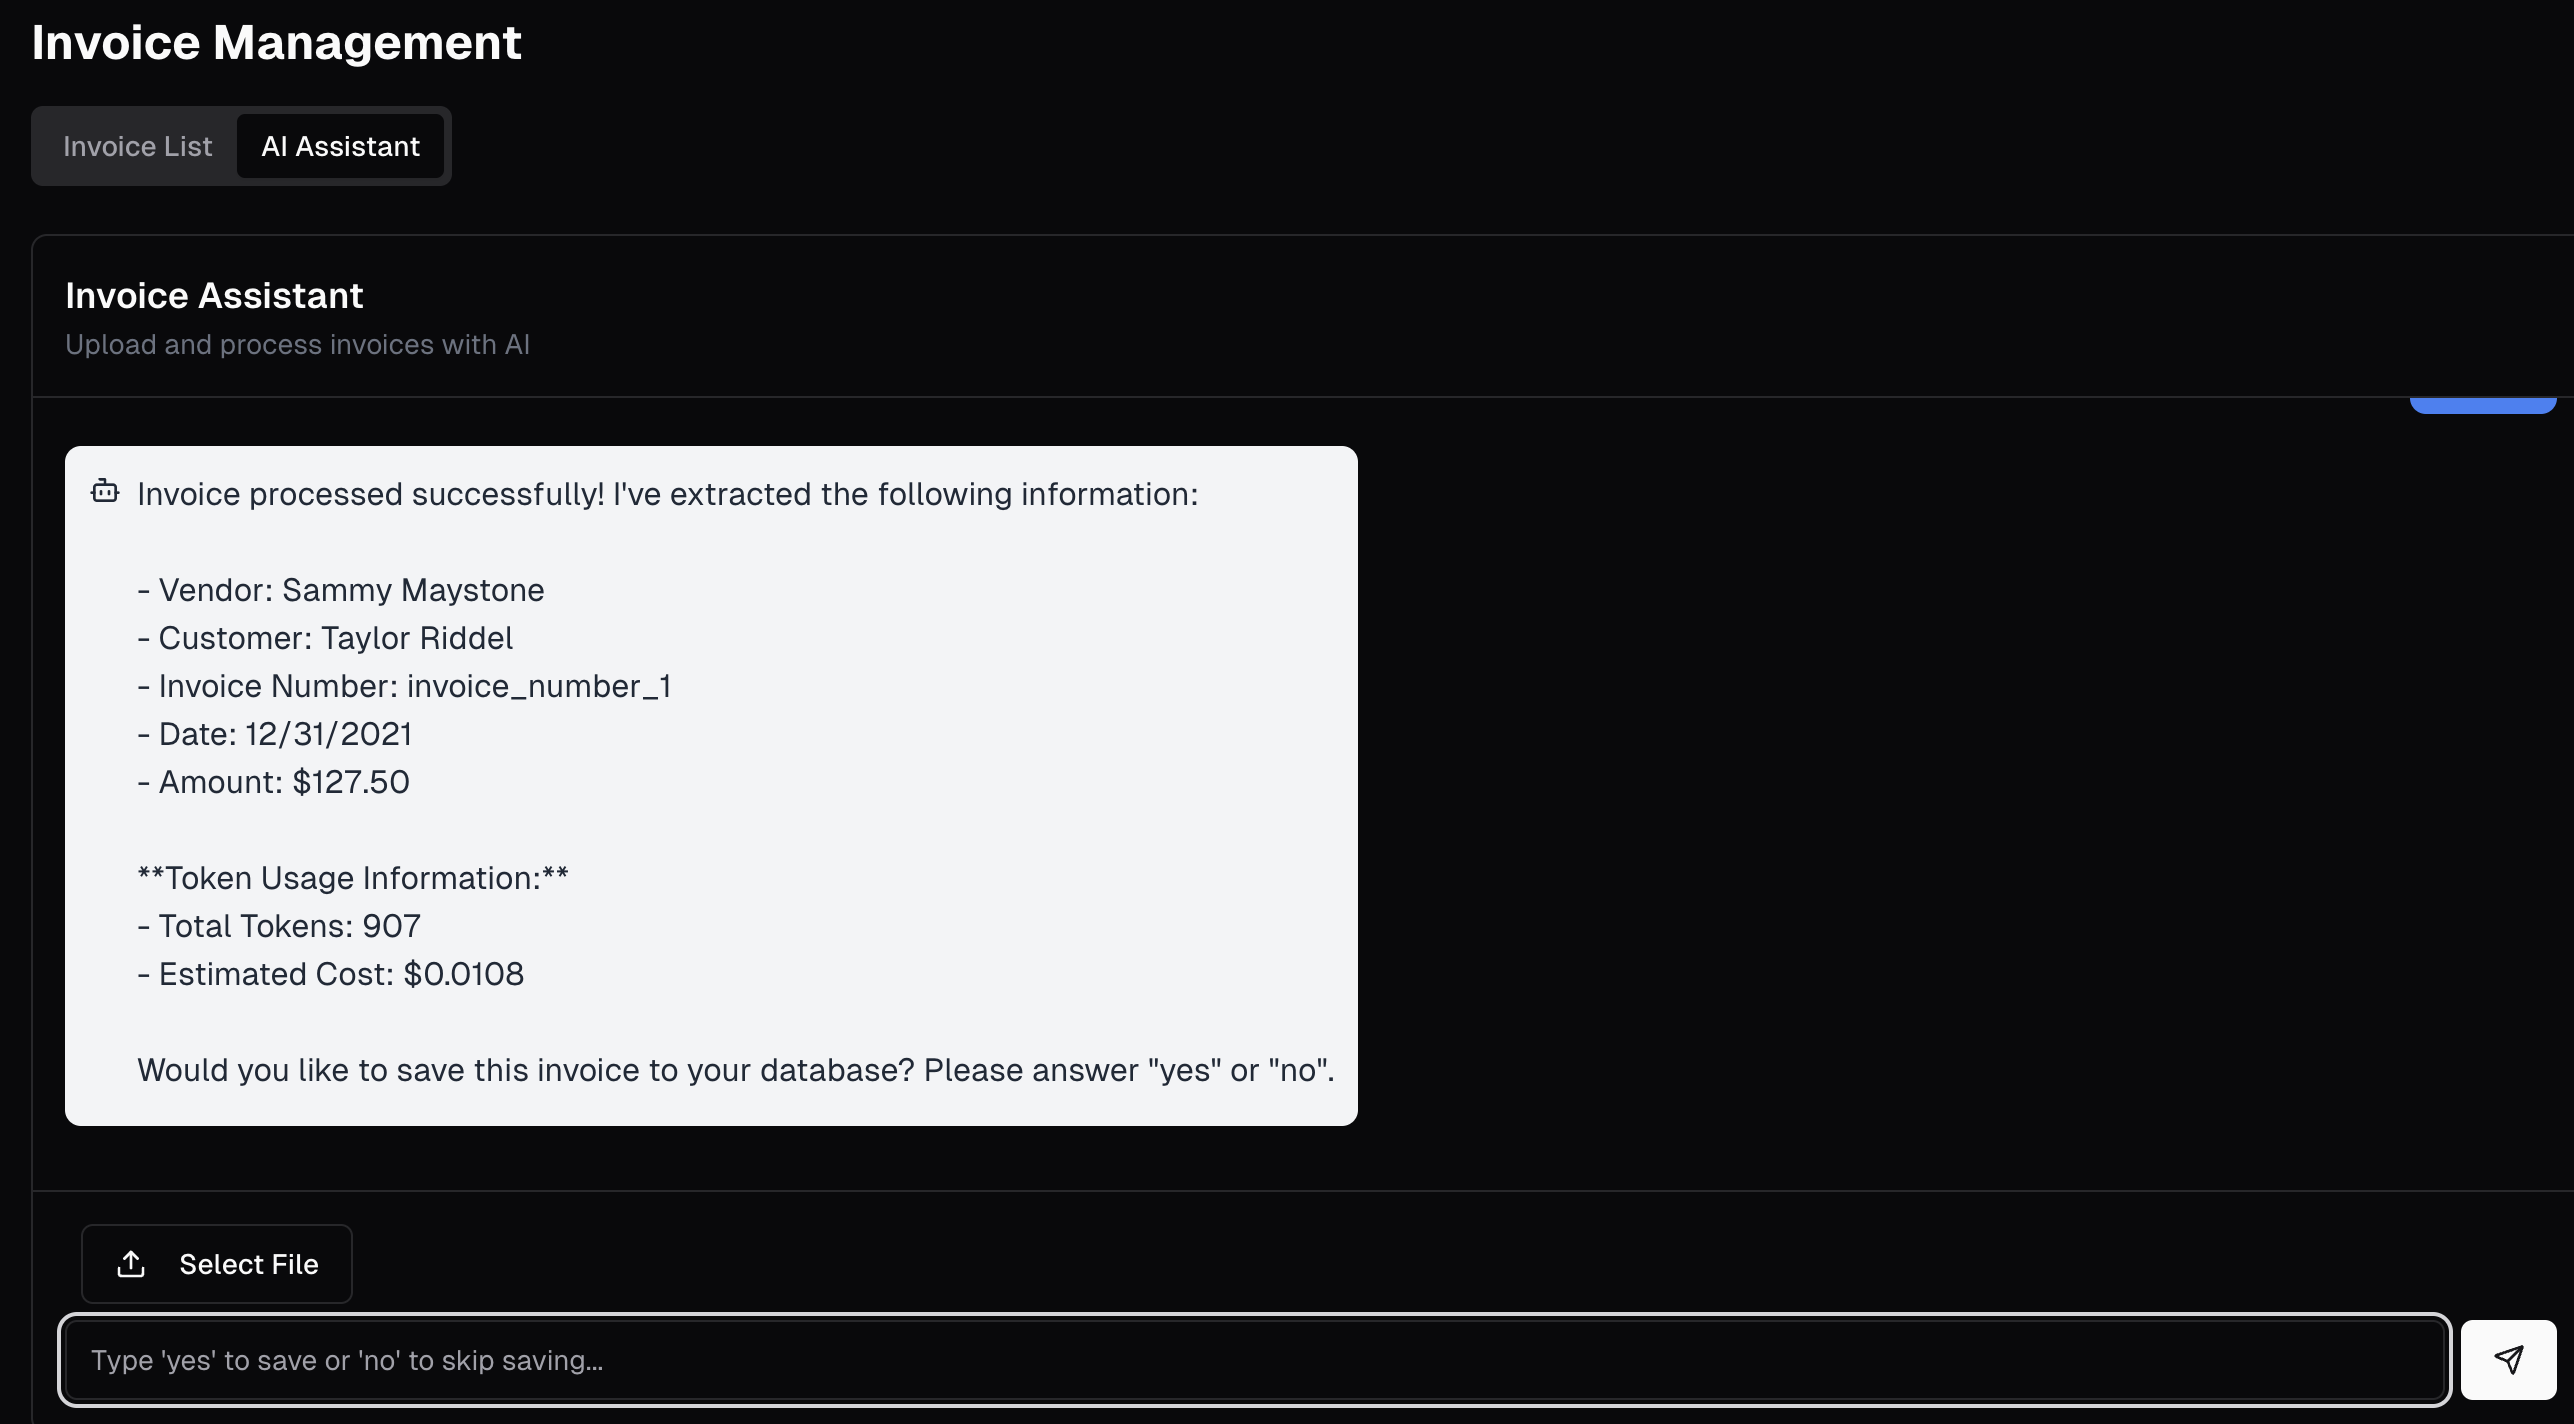 Invoice Management
Invoice List
AI Assistant
Invoice Assistant
Upload and process invoices with AI
Invoice processed successfully! I've extracted the following information:
- Vendor: Sammy Maystone
- Customer: Taylor Riddel
- Invoice Number: invoice_number_1
- Date: 12/31/2021
- Amount: $127.50
**Token Usage Information:**
- Total Tokens: 907
- Estimated Cost: $0.0108
Would you like to save this invoice to your database? Please answer "yes" or "no".
Select File
Type 'yes' to save or 'no' to skip saving...